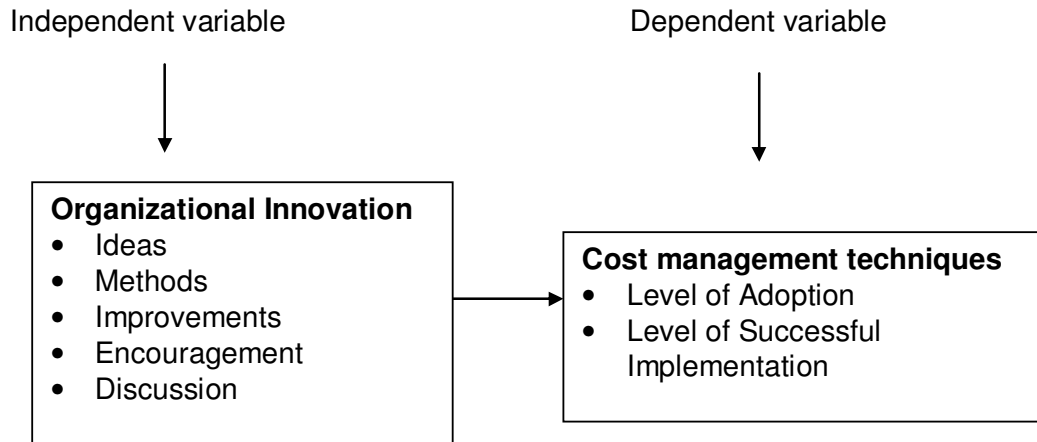 Independent variable
Dependent variable
Organizational Innovation
• Ideas
• Methods
• Improvements
• Encouragement
• Discussion
Cost management techniques
• Level of Adoption
• Level of Successful
Implementation